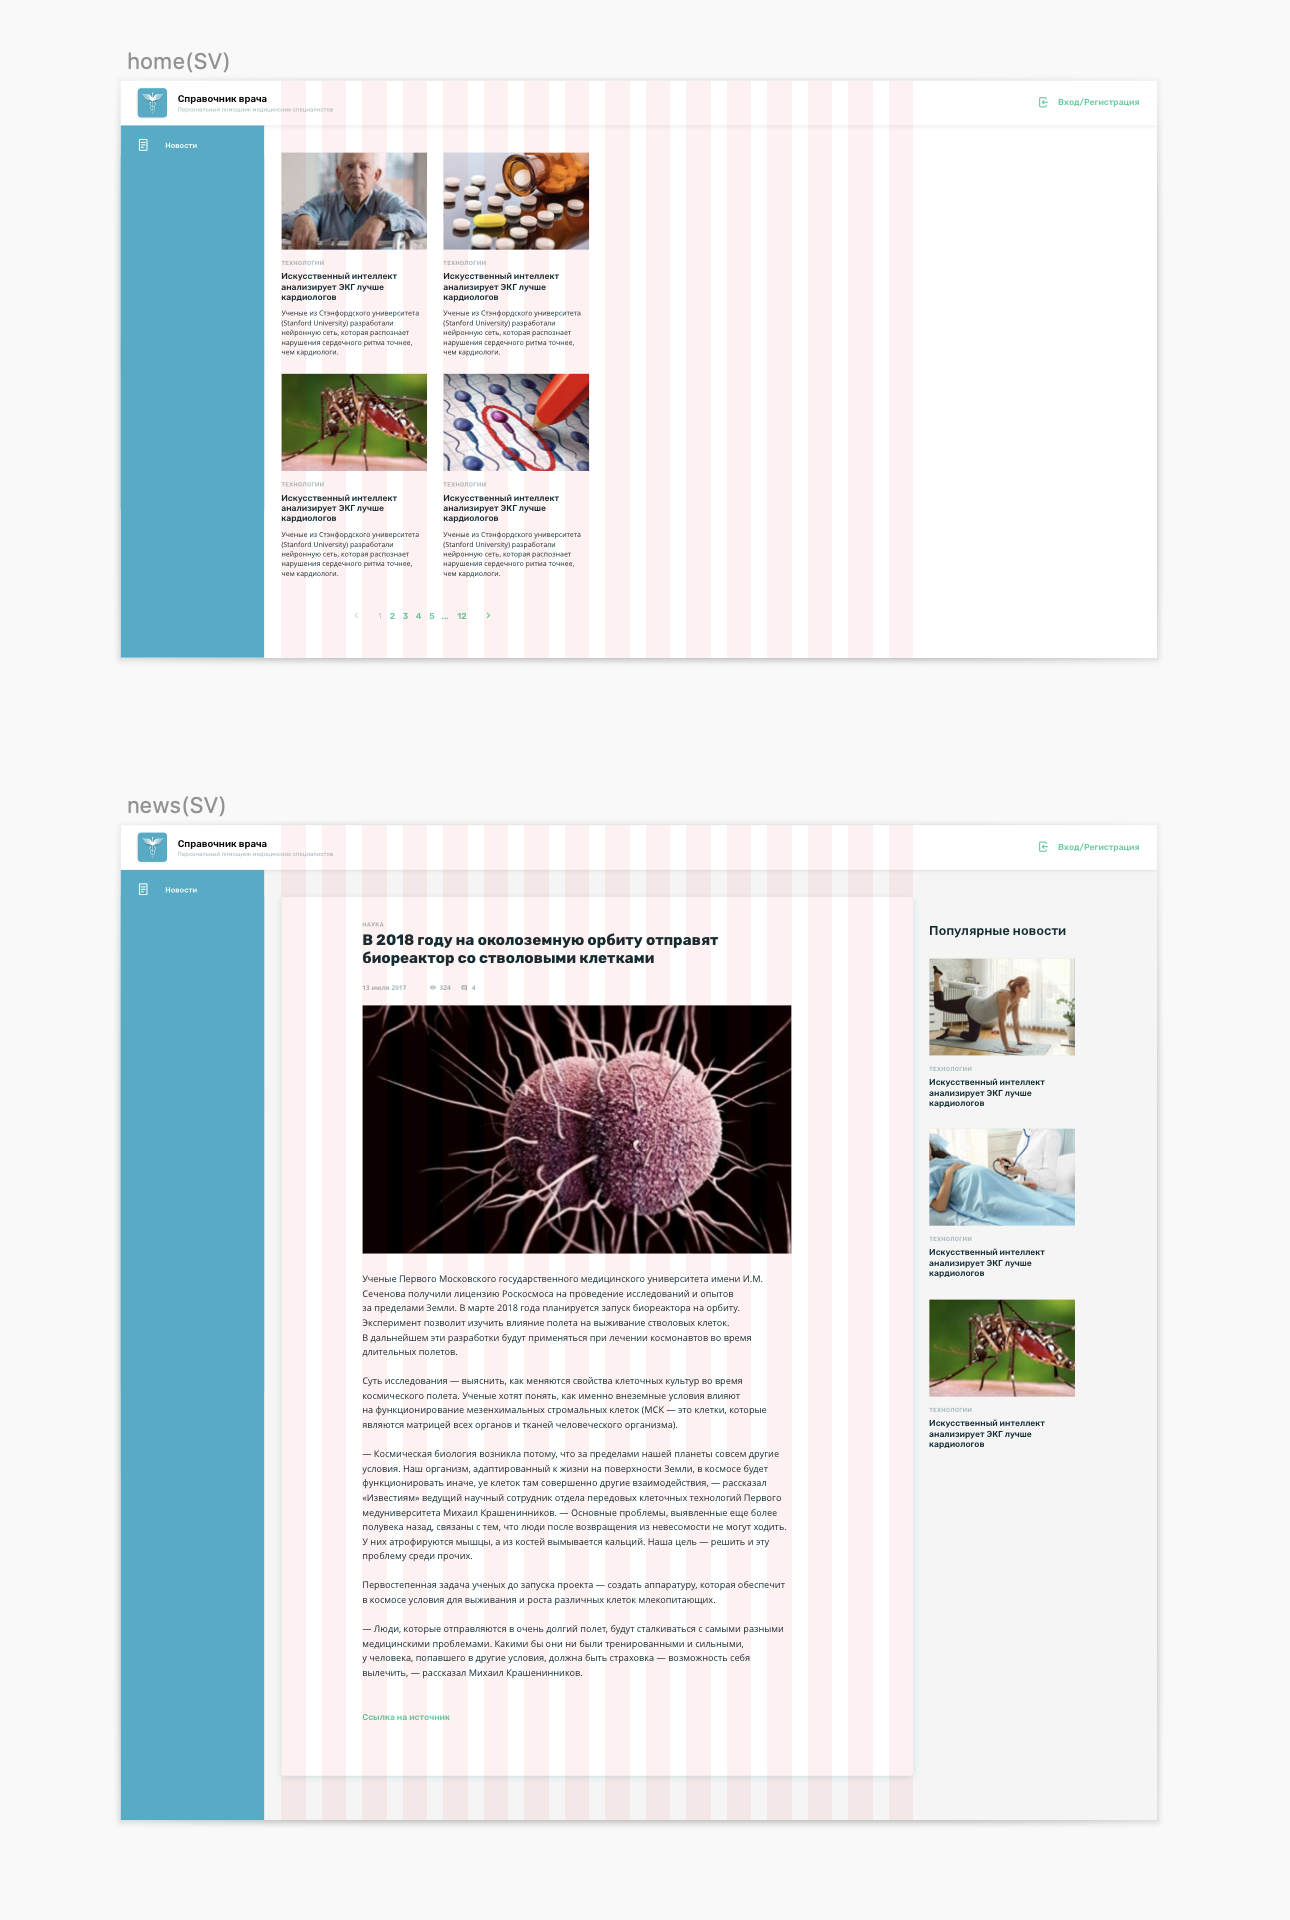 home(SV)
Справочник врача
Персональный помощник медицинских специалистов
Вход/Регистрация
Новости
ТЕХНОЛОГИИ
Искусственный интеллект
анализирует ЭКГ лучше
кардиологов
Ученые из Стэнфордского университета
(Stanford University) разработали
нейронную сеть, которая распознает
нарушения сердечного ритма точнее,
чем кардиологи.
ТЕХНОЛОГИИ
Искусственный интеллект
анализирует ЭКГ лучше
кардиологов
Ученые из Стэнфордского университета
(Stanford University) разработали
нейронную сеть, которая распознает
нарушения сердечного ритма точнее,
чем кардиологи.
ТЕХНОЛОГИИ
Искусственный интеллект
анализирует ЭКГ лучше
кардиологов
Ученые из Стэнфордского университета
(Stanford University) разработали
нейронную сеть, которая распознает
нарушения сердечного ритма точнее,
чем кардиологи.
ТЕХНОЛОГИИ
Искусственный интеллект
анализирует ЭКГ лучше
кардиологов
Ученые из Стэнфордского университета
(Stanford University) разработали
нейронную сеть, которая распознает
нарушения сердечного ритма точнее,
чем кардиологи.
1 2 3 4 5 ... 12
news(SV)
Справочник врача
Персональный помощник медицинских специалистов
Вход/Регистрация
Новости
НАУКА
В 2018 году на околоземную орбиту отправят
биореактор со стволовыми клетками
13 июля 2017 324 4
Ученые Первого Московского государственного медицинского университета имени И.М.
Сеченова получили лицензию Роскосмоса на проведение исследований и опытов
за пределами Земли. В марте 2018 года планируется запуск биореактора на орбиту.
Эксперимент позволит изучить влияние полета на выживание стволовых клеток.
В дальнейшем эти разработки будут применяться при лечении космонавтов во время
длительных полетов.
Суть исследования — выяснить, как меняются свойства клеточных культур во время
космического полета. Ученые хотят понять, как именно внеземные условия влияют
на функционирование мезенхимальных стромальных клеток (МСК — это клетки, которые
являются матрицей всех органов и тканей человеческого организма).
— Космическая биология возникла потому, что за пределами нашей планеты совсем другие
условия. Наш организм, адаптированный к жизни на поверхности Земли, в космосе будет
функционировать иначе, уе клеток там совершенно другие взаимодействия, — рассказал
«Известиям» ведущий научный сотрудник отдела передовых клеточных технологий Первого
медуниверситета Михаил Крашенинников. — Основные проблемы, выявленные еще более
полувека назад, связаны с тем, что люди после возвращения из невесомости не могут ходить.
У них атрофируются мышцы, а из костей вымывается кальций. Наша цель — решить и эту
проблему среди прочих.
Первостепенная задача ученых до запуска проекта — создать аппаратуру, которая обеспечит
в космосе условия для выживания и роста различных клеток млекопитающих.
— Люди, которые отправляются в очень долгий полет, будут сталкиваться с самыми разными
медицинскими проблемами. Какими бы они ни были тренированными и сильными,
у человека, попавшего в другие условия, должна быть страховка — возможность себя
вылечить, — рассказал Михаил Крашенинников.
Ссылка на источник
Популярные новости
ТЕХНОЛОГИИ
Искусственный интеллект
анализирует ЭКГ лучше
кардиологов
ТЕХНОЛОГИИ
Искусственный интеллект
анализирует ЭКГ лучше
кардиологов
ТЕХНОЛОГИИ
Искусственный интеллект
анализирует ЭКГ лучше
кардиологов